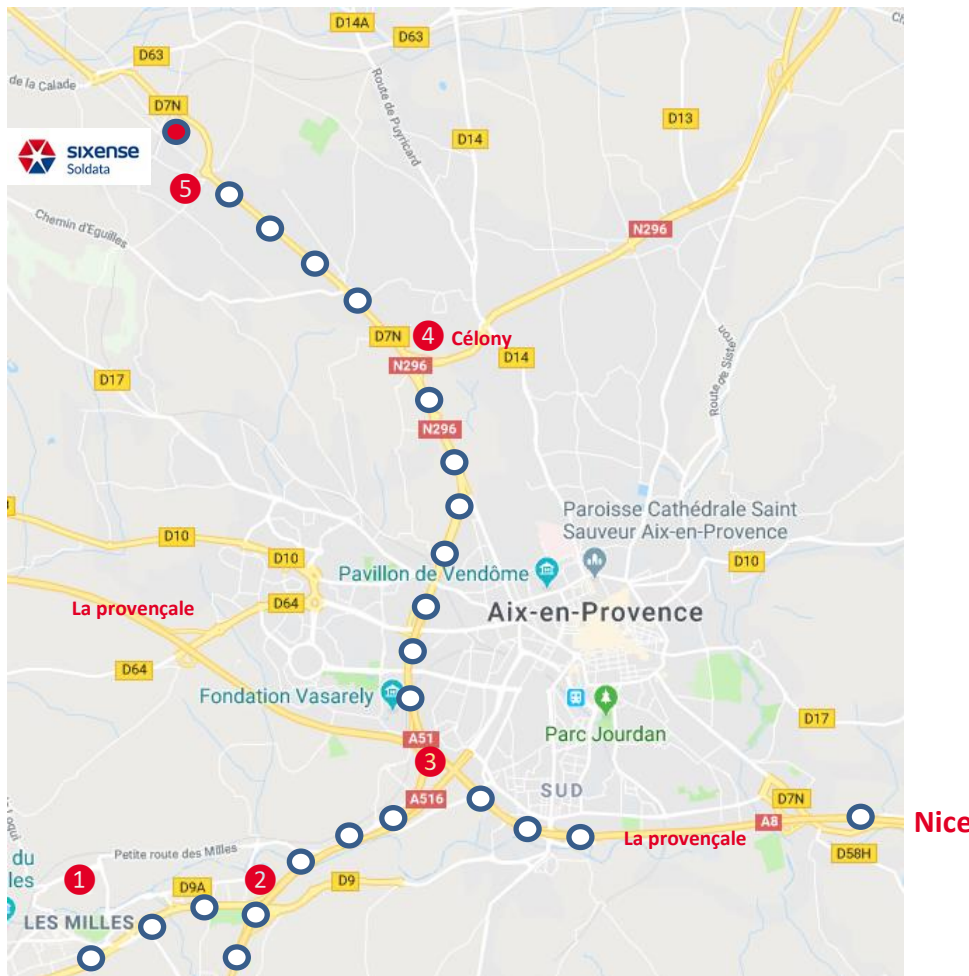 D14A
Ch
D63
D63
de la Calade
D7N
Route de Puyricard
D13
D14
sixense
Soldata
5
Chemin d'Eguilles
N296
Route de Sisteron
D7N
4
Célony
D14
N296
D17
N296
Paroisse Cathédrale Saint
Sauveur Aix-en-Provence
D10
D10
D10
Pavillon de Vendôme
La provençale
D64
Aix-en-Provence
D64
Fondation Vasarely
D17
Parc Jourdan
A51
3
SUD
A516
D7N
A8
Nice
La provençale
D58H
Petite route des Milles
du
les
1
2
D9A
D9
LES MILLES